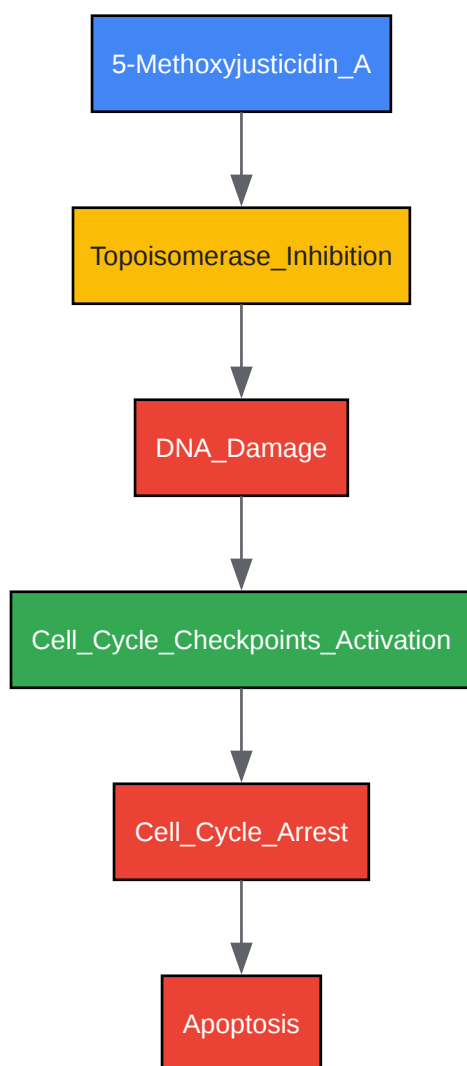 5-Methoxyjusticidin_A
Topoisomerase_Inhibition
DNA_Damage
Cell_Cycle_Checkpoints_Activation
Cell_Cycle_Arrest
Apoptosis